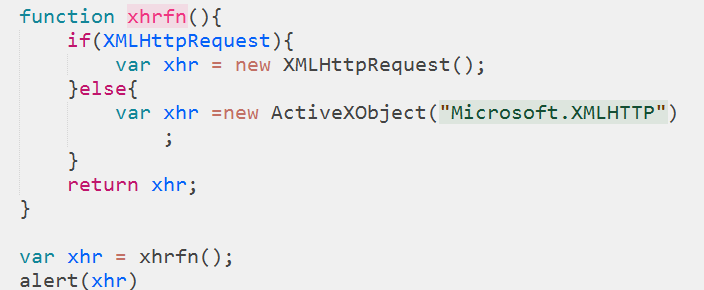 function xhrfn(){
    if(XMLHttpRequest){
        var xhr = new XMLHttpRequest();
    }else{
        var xhr =new ActiveXObject("Microsoft.XMLHTTP")
            ;
    }
    return xhr;
}

var xhr = xhrfn();
alert(xhr)